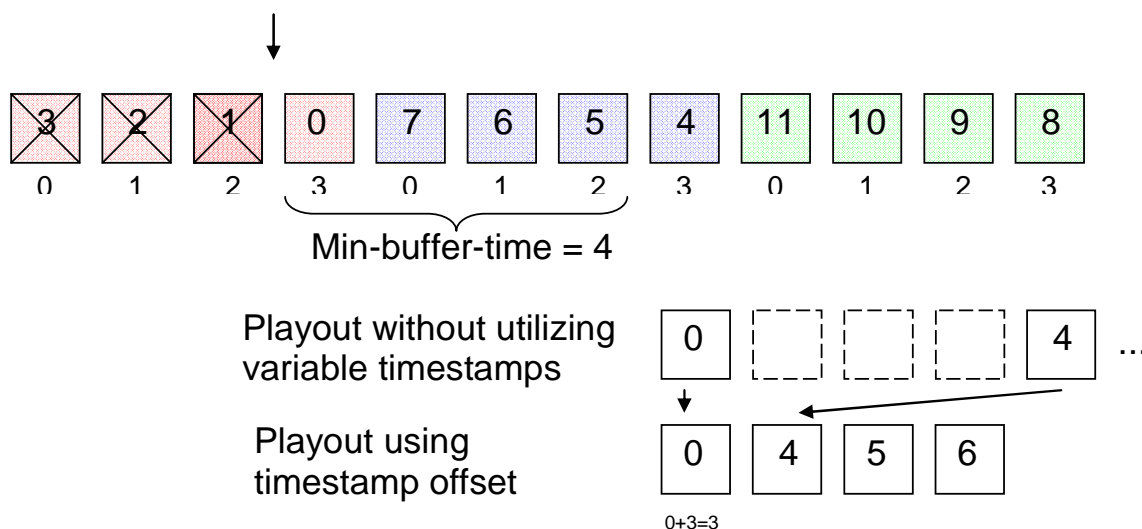 3 2 1 0 7 6 5 4 11 10 9 8
0 1 2 3 0 1 2 3 0 1 2 3
Min-buffer-time = 4
Playout without utilizing
variable timestamps
0 4 ...
Playout using
timestamp offset
0 4 5 6
0+3=3